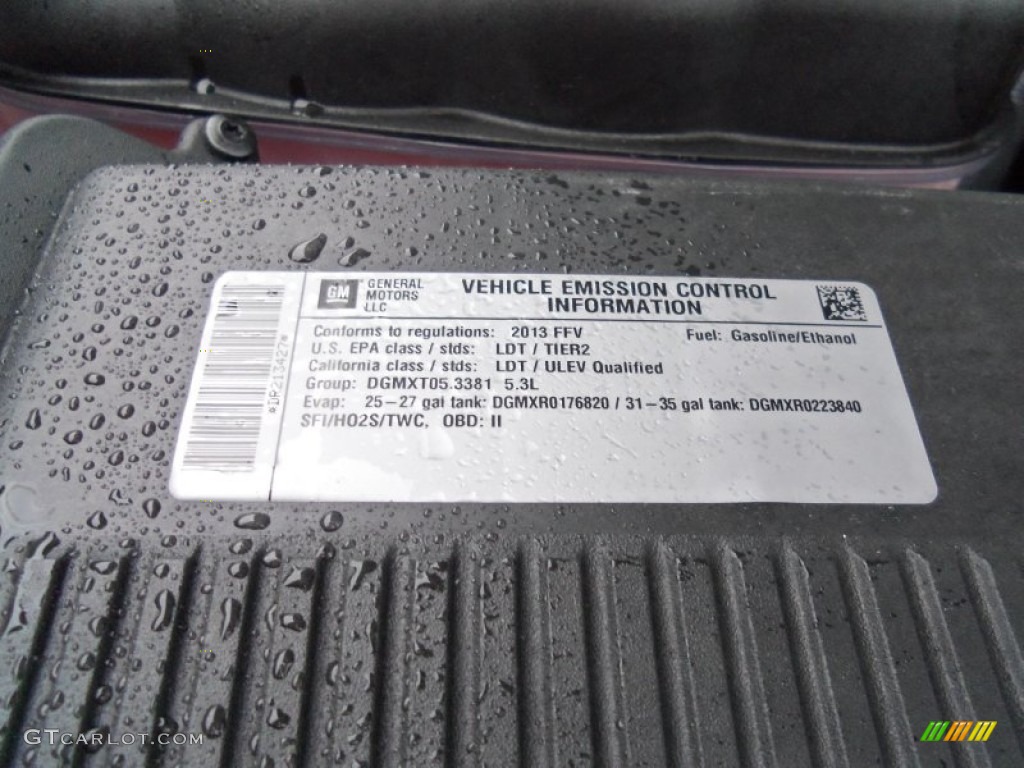 GM GENERAL MOTORS LLC
VEHICLE EMISSION CONTROL
INFORMATION
Conforms to regulations: 2013 FFV Fuel: Gasoline/Ethanol
U.S. EPA class / stds: LDT / TIER2
California class / stds: LDT / ULEV Qualified
Group: DGMXT05.3381 5.3L
Evap: 25-27 gal tank: DGMXR0176820 / 31-35 gal tank: DGMXR0223840
SFI/HO2S/TWC, OBD: II
*DR213427*
GTCARLOT.COM